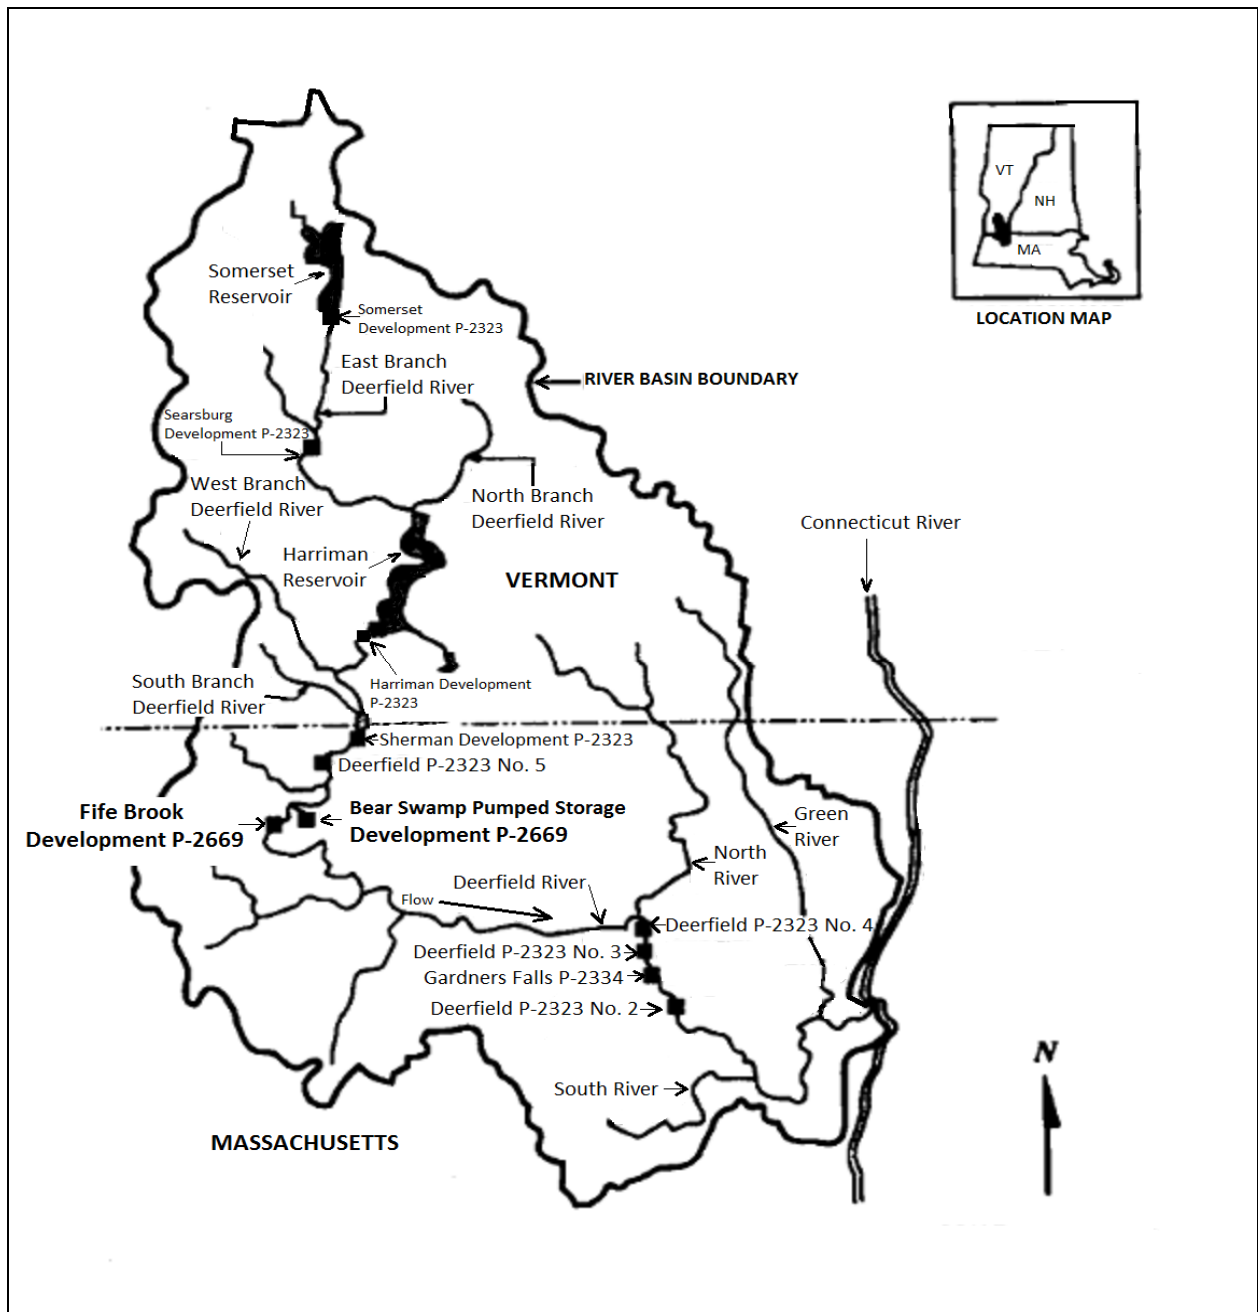 VT
NH
MA
LOCATION MAP
Somerset
Reservoir
Somerset
Development P-2323
East Branch
Deerfield River
RIVER BASIN BOUNDARY
Searsburg
Development P-2323
West Branch
Deerfield River
North Branch
Deerfield River
Connecticut River
Harriman
Reservoir
VERMONT
South Branch
Deerfield River
Harriman Development
P-2323
Sherman Development P-2323
Deerfield P-2323 No. 5
Fife Brook
Development P-2669
Bear Swamp Pumped Storage
Development P-2669
Green
River
North
River
Deerfield River
Flow
Deerfield P-2323 No. 4
Deerfield P-2323 No. 3
Gardners Falls P-2334
Deerfield P-2323 No. 2
South River
N
MASSACHUSETTS